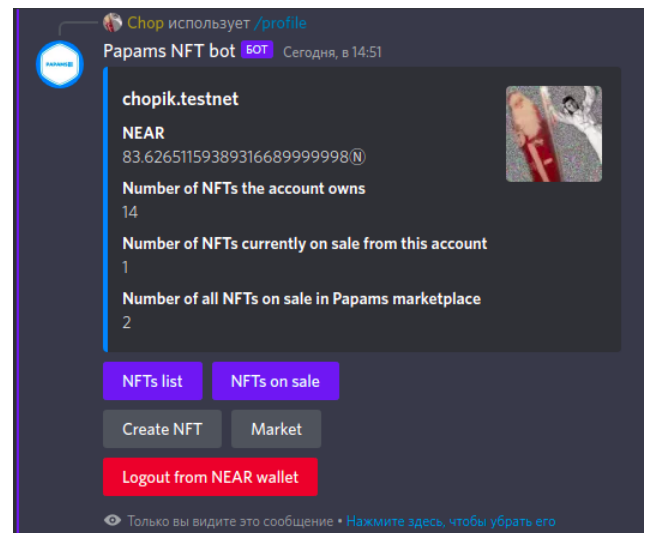 Chop использует /profile
Papams NFT bot БОТ Сегодня, в 14:51
PAPAMS
chopik.testnet
NEAR
83.62651159389316689999998Ⓝ
Number of NFTs the account owns
14
Number of NFTs currently on sale from this account
1
Number of all NFTs on sale in Papams marketplace
2
NFTs list NFTs on sale
Create NFT Market
Logout from NEAR wallet
Только вы видите это сообщение • Нажмите здесь, чтобы убрать его